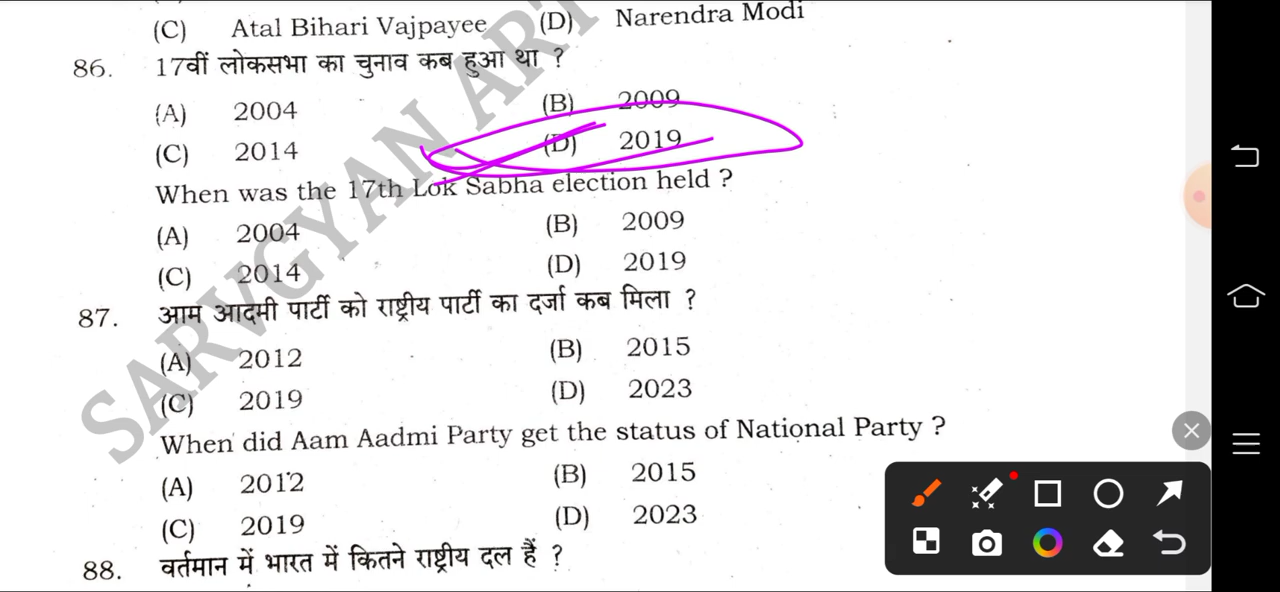 (C) Atal Bihari Vajpayee (D) Narendra Modi
86. 17वीं लोकसभा का चुनाव कब हुआ था ?
(A) 2004 (B) 2009
(C) 2014 (D) 2019
When was the 17th Lok Sabha election held ?
(A) 2004 (B) 2009
(C) 2014 (D) 2019
87. आम आदमी पार्टी को राष्ट्रीय पार्टी का दर्जा कब मिला ?
(A) 2012 (B) 2015
(C) 2019 (D) 2023
When did Aam Aadmi Party get the status of National Party ?
(A) 2012 (B) 2015
(C) 2019 (D) 2023
88. वर्तमान में भारत में कितने राष्ट्रीय दल हैं ?
SARVGYAN ART